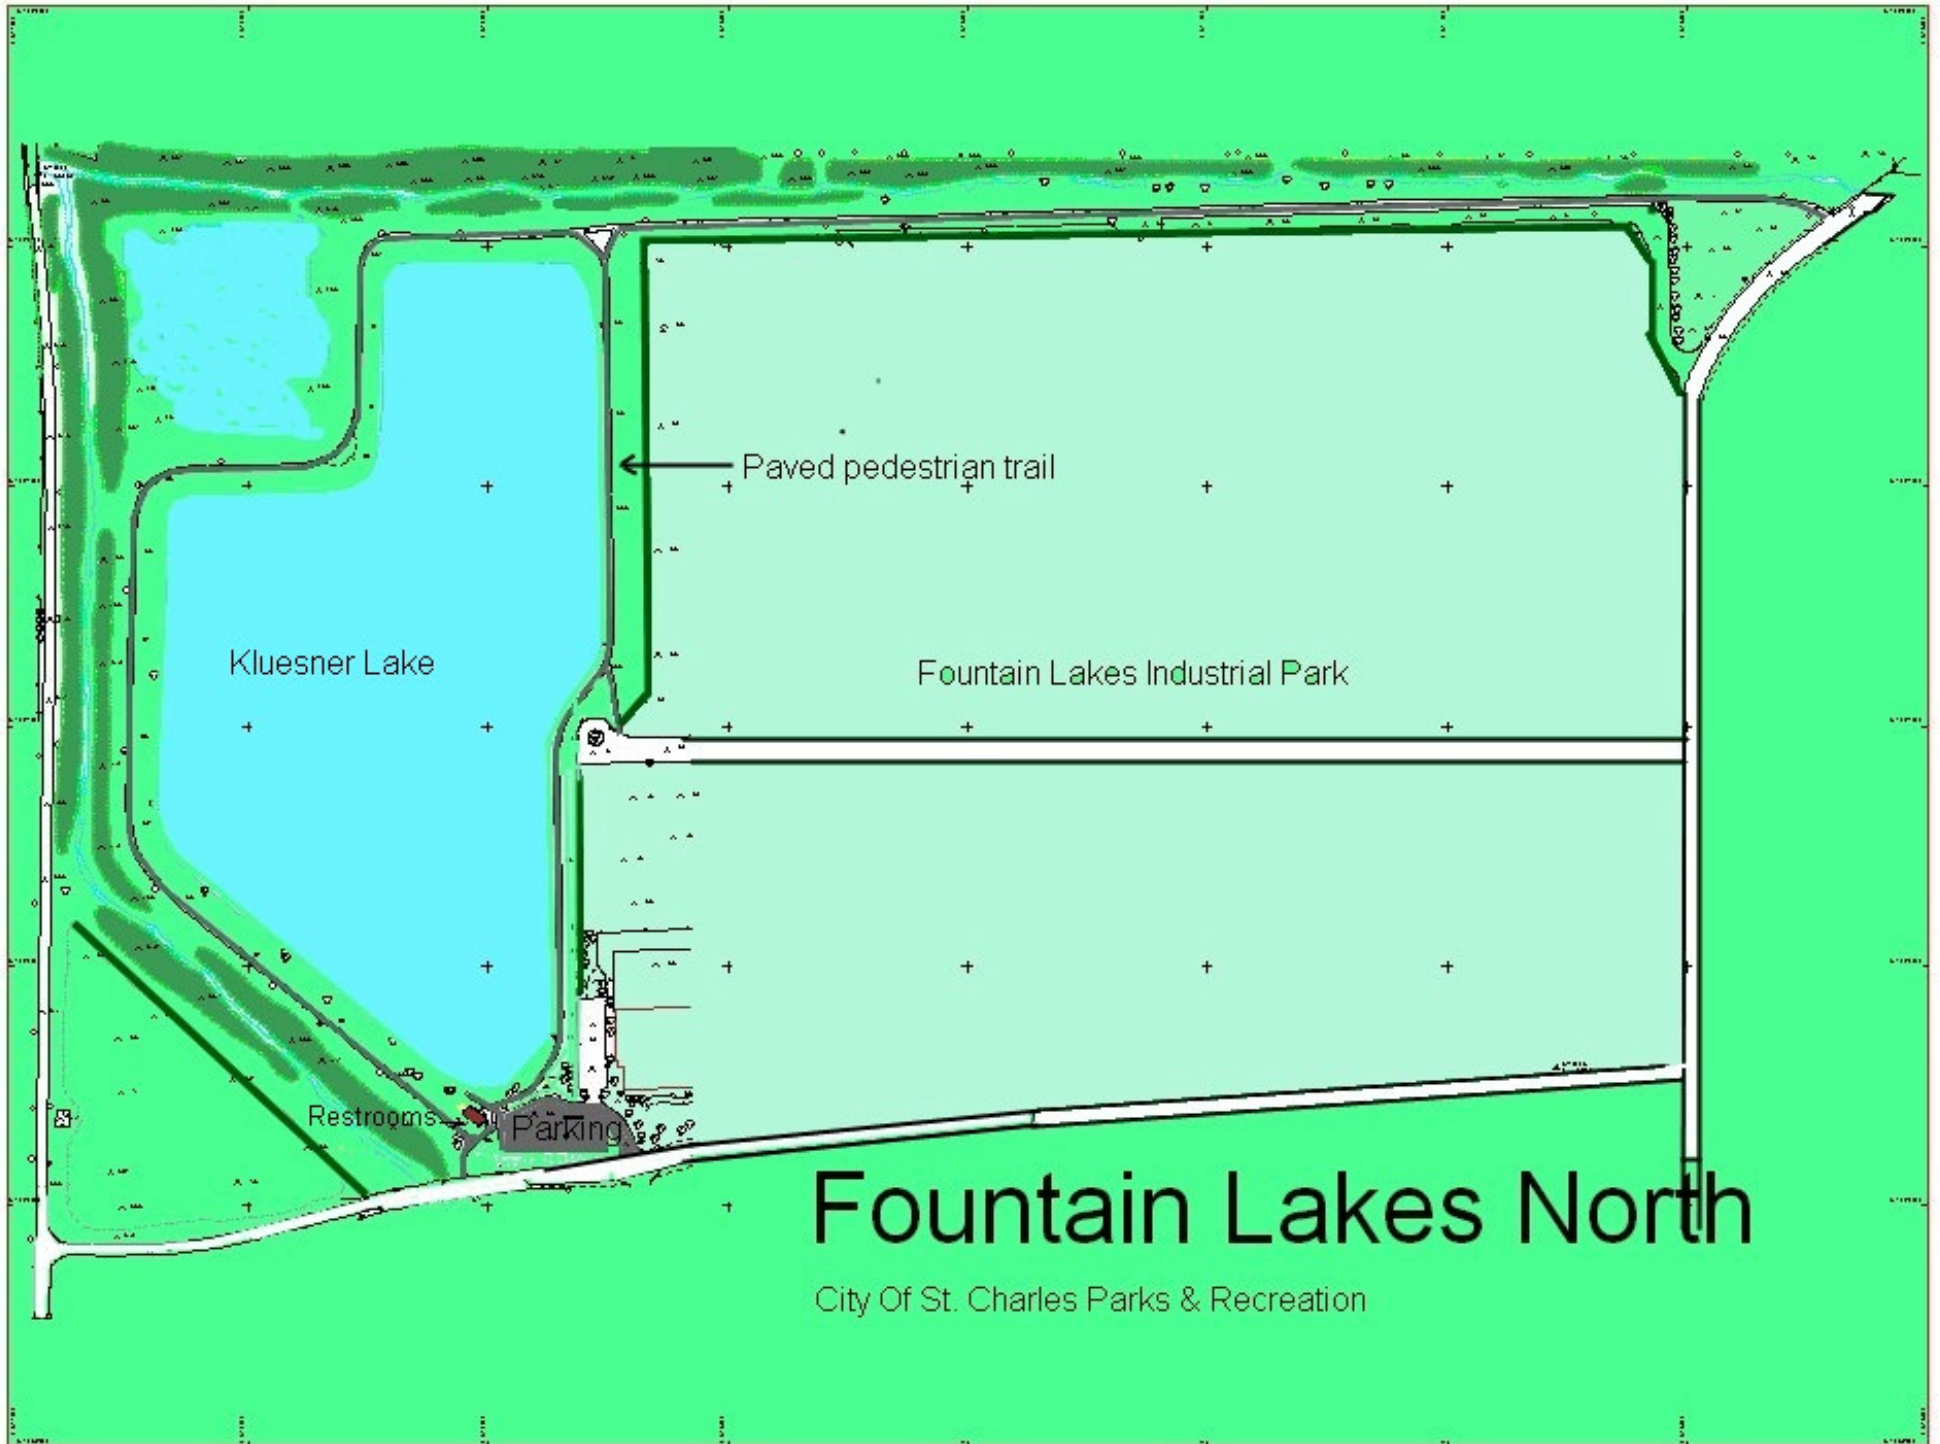 Paved pedestrian trail
Kluesner Lake
Fountain Lakes Industrial Park
Restrooms
Parking
Fountain Lakes North
City Of St. Charles Parks & Recreation